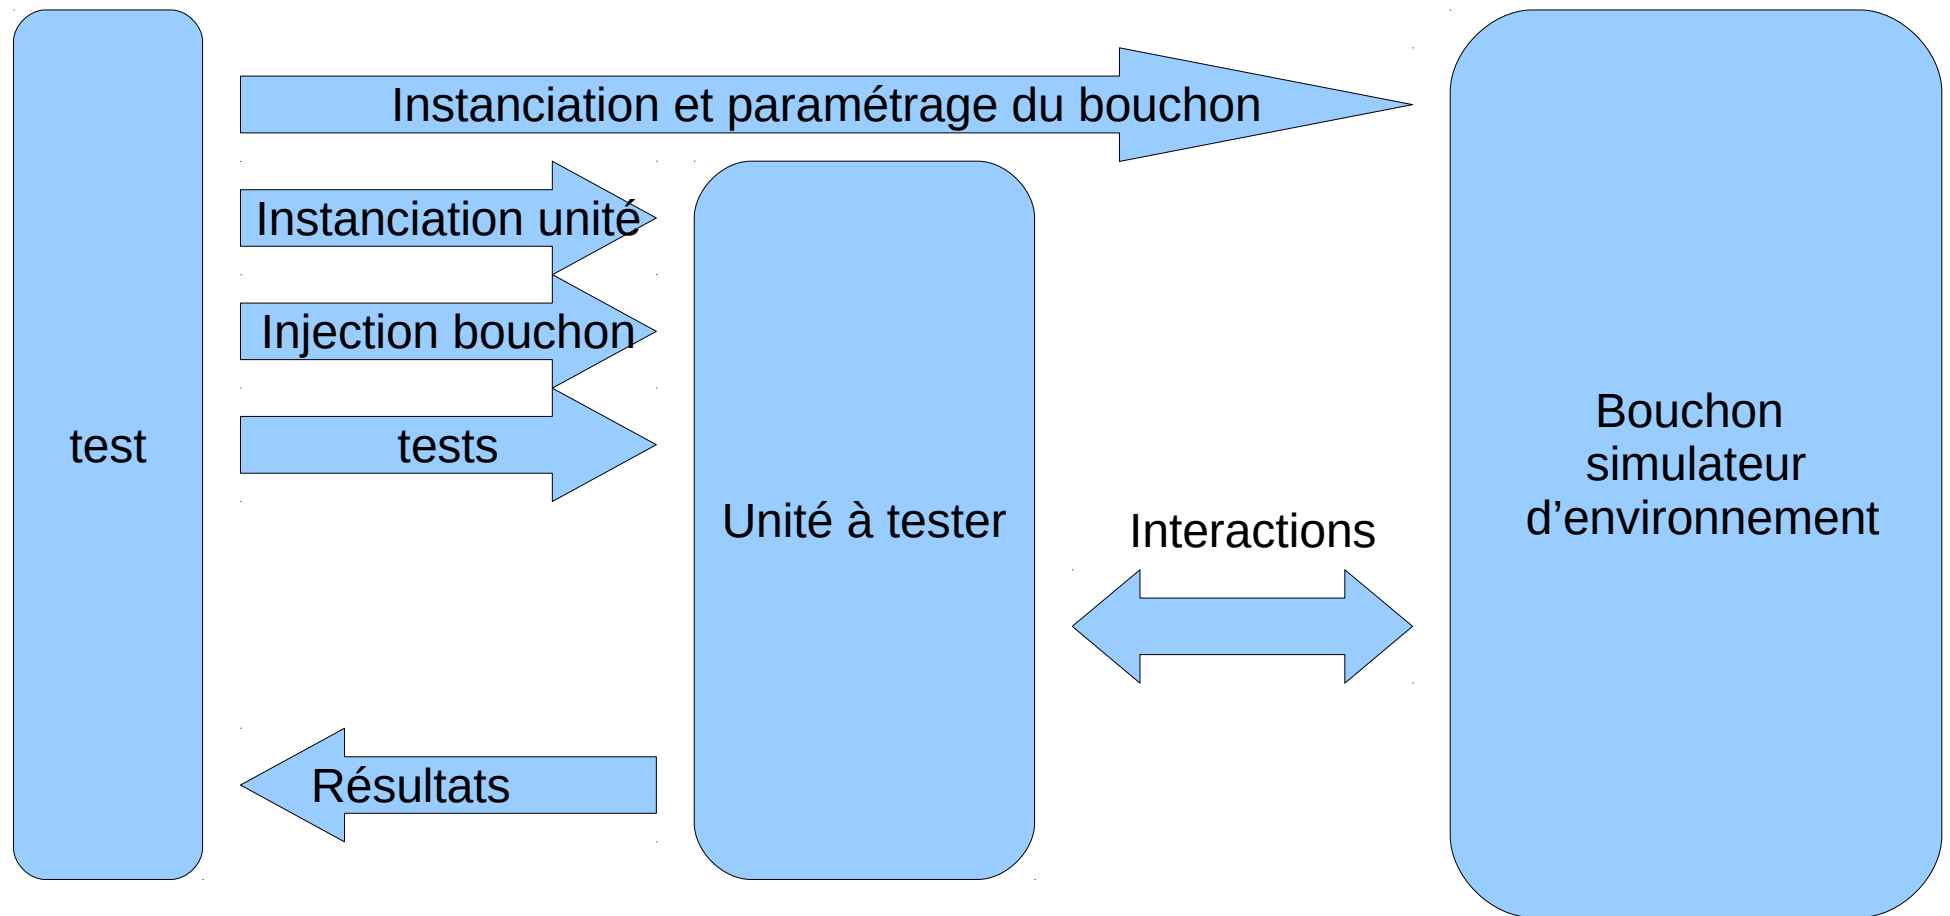 Instanciation et paramétrage du bouchon
Instanciation unité
Injection bouchon
test
tests
Unité à tester
Interactions
Bouchon
simulateur
d’environnement
Résultats